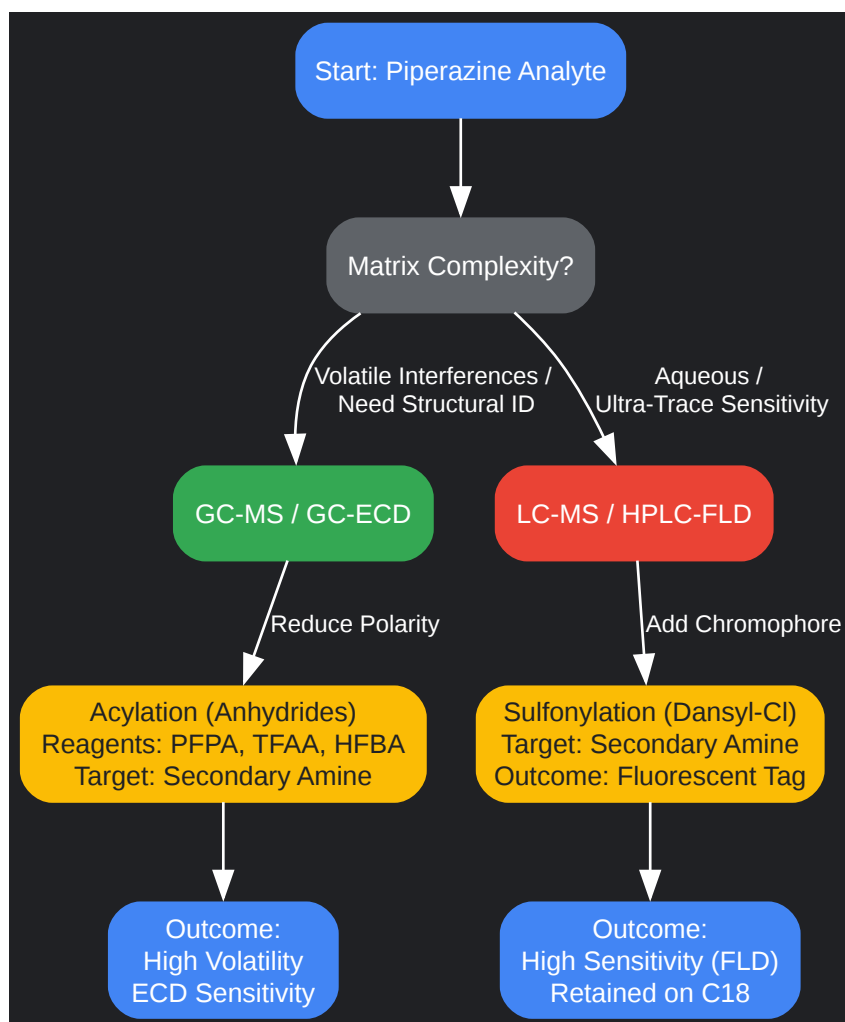 Start: Piperazine Analyte
Matrix Complexity?
Volatile Interferences /
Need Structural ID
Aqueous /
Ultra-Trace Sensitivity
GC-MS / GC-ECD
LC-MS / HPLC-FLD
Reduce Polarity
Add Chromophore
Acylation (Anhydrides)
Reagents: PFPA, TFAA, HFBA
Target: Secondary Amine
Sulfonylation (Dansyl-Cl)
Target: Secondary Amine
Outcome: Fluorescent Tag
Outcome:
High Volatility
ECD Sensitivity
Outcome:
High Sensitivity (FLD)
Retained on C18